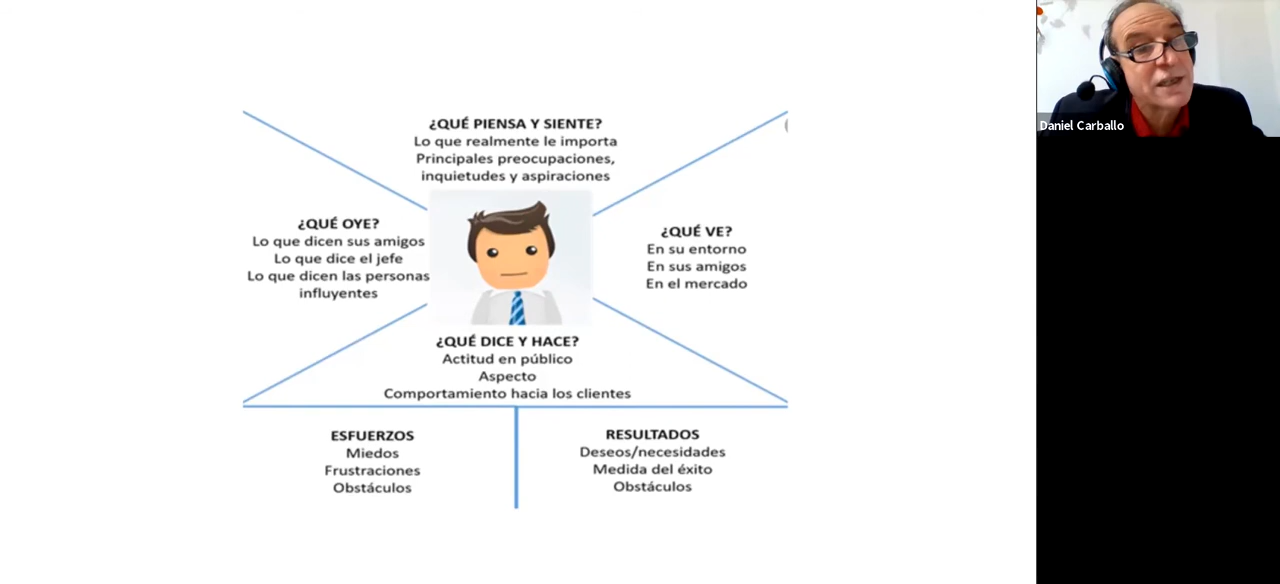 ¿QUÉ PIENSA Y SIENTE?
Lo que realmente le importa
Principales preocupaciones,
inquietudes y aspiraciones
¿QUÉ OYE?
Lo que dicen sus amigos
Lo que dice el jefe
Lo que dicen las personas
influyentes
¿QUÉ VE?
En su entorno
En sus amigos
En el mercado
¿QUÉ DICE Y HACE?
Actitud en público
Aspecto
Comportamiento hacia los clientes
ESFUERZOS
Miedos
Frustraciones
Obstáculos
RESULTADOS
Deseos/necesidades
Medida del éxito
Obstáculos
Daniel Carballo